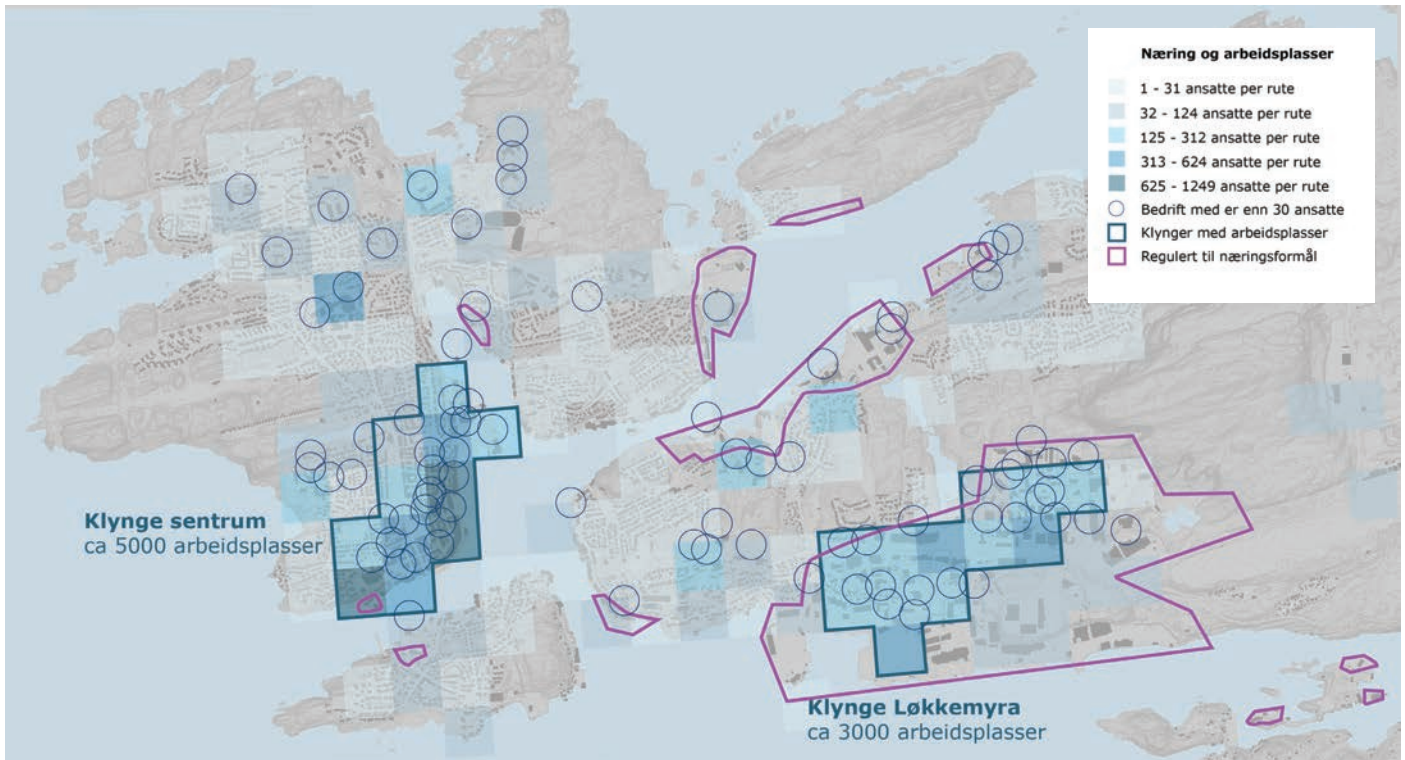 Næring og arbeidsplasser
1 - 31 ansatte per rute
32 - 124 ansatte per rute
125 - 312 ansatte per rute
313 - 624 ansatte per rute
625 - 1249 ansatte per rute
Bedrift med er enn 30 ansatte
Klynger med arbeidsplasser
Regulert til næringsformål
Klynge sentrum
ca 5000 arbeidsplasser
Klynge Løkkemyra
ca 3000 arbeidsplasser